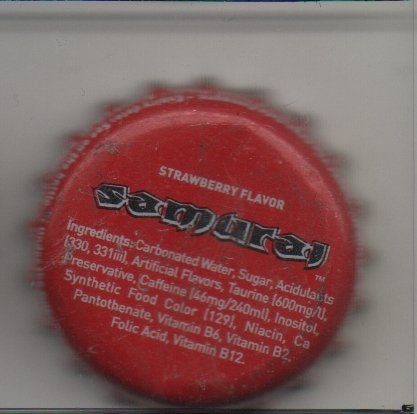 STRAWBERRY FLAVOR
samurai
™
Ingredients: Carbonated Water, Sugar, Acidulants
(330, 331iii), Artificial Flavors, Taurine (600mg/l),
Preservative, Caffeine (46mg/240ml), Inositol,
Synthetic Food Color (129), Niacin, Ca
Pantothenate, Vitamin B6, Vitamin B2,
Folic Acid, Vitamin B12.